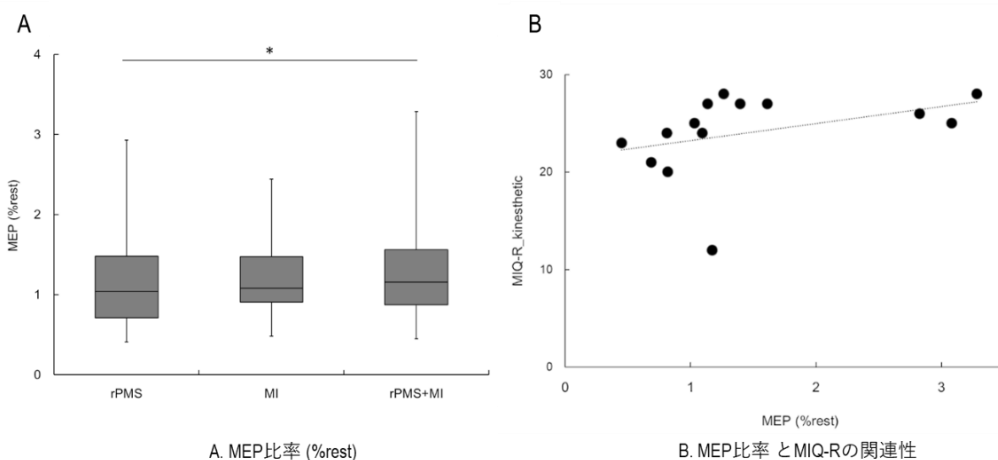 A
*
4
3
2
1
0
MEP (%rest)
rPMS
MI
rPMS+MI
A. MEP比率 (%rest)
B
30
20
10
0
MIQ-R_kinesthetic
0
1
2
3
MEP (%rest)
B. MEP比率 とMIQ-Rの関連性